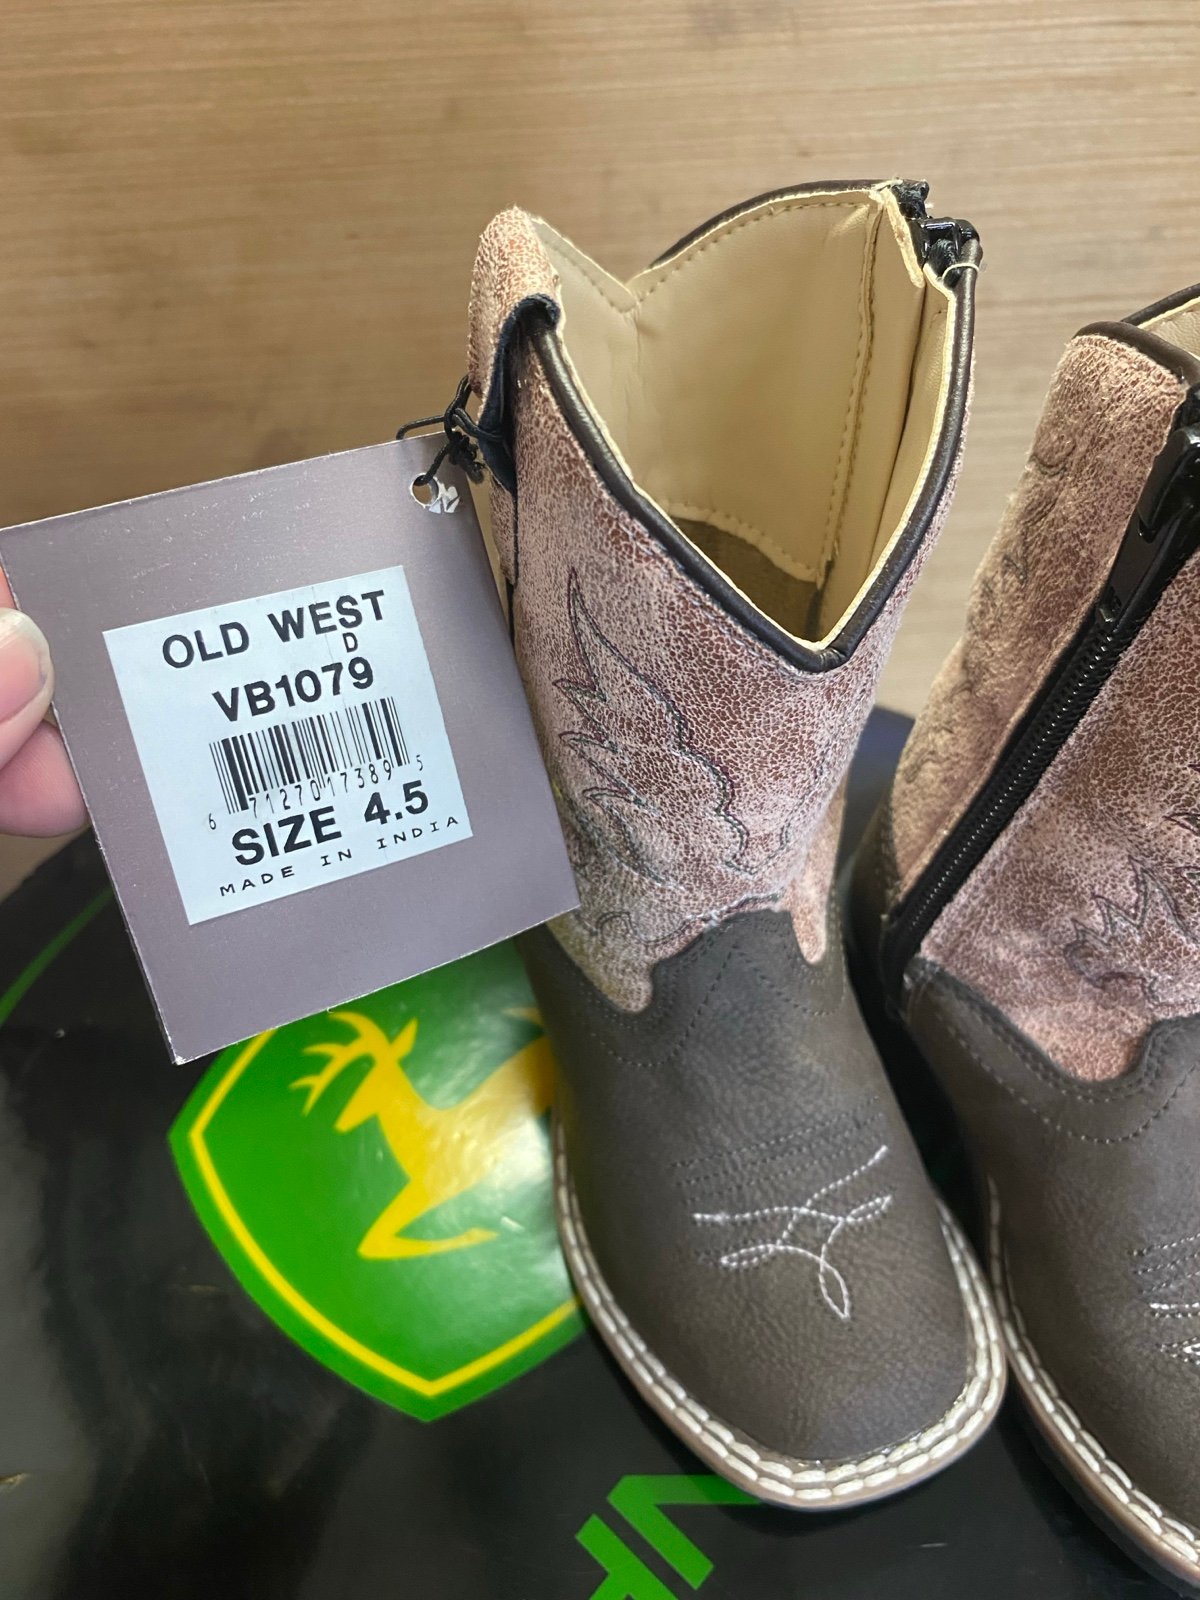 OLD WEST
D
VB1079
6 71270 17389 5
SIZE 4.5
MADE IN INDIA